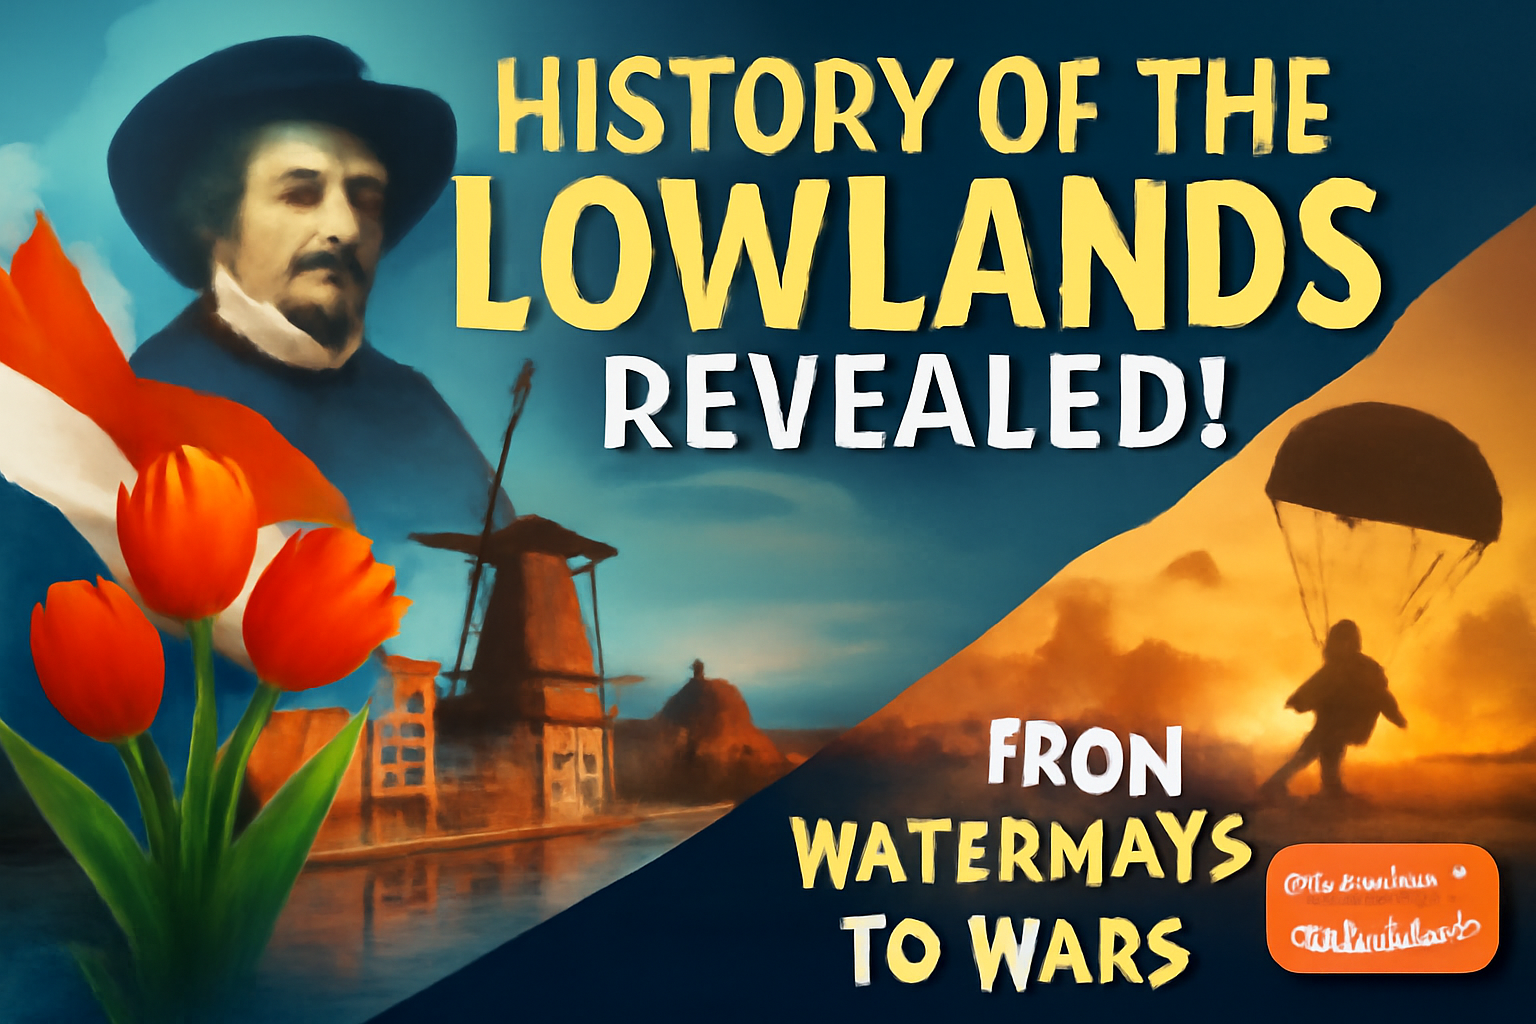 HISTORY OF THE
LOWLANDS
REVEALED!
FRON
WATERMAYS
TO WARS